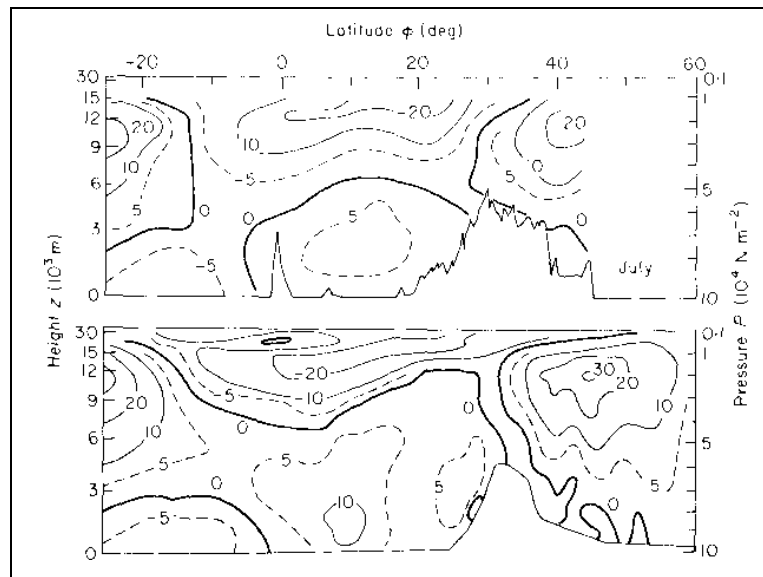 Latitude ϕ (deg)
-20 0 20 40 60
30 0·1
15 1
12 20 -20 20
9 -10
10 0
6 -5 -5 5 5
5 0 0 5 0
3
-5 July
0 10
Height z (10³ m)
Pressure P (10⁴ N m⁻²)
30 0·1
15 1
12 -20 30
9 20 5 10 20 10
0 0
6 10 5
5 5 5 5
3 0 10 0
5
0 10